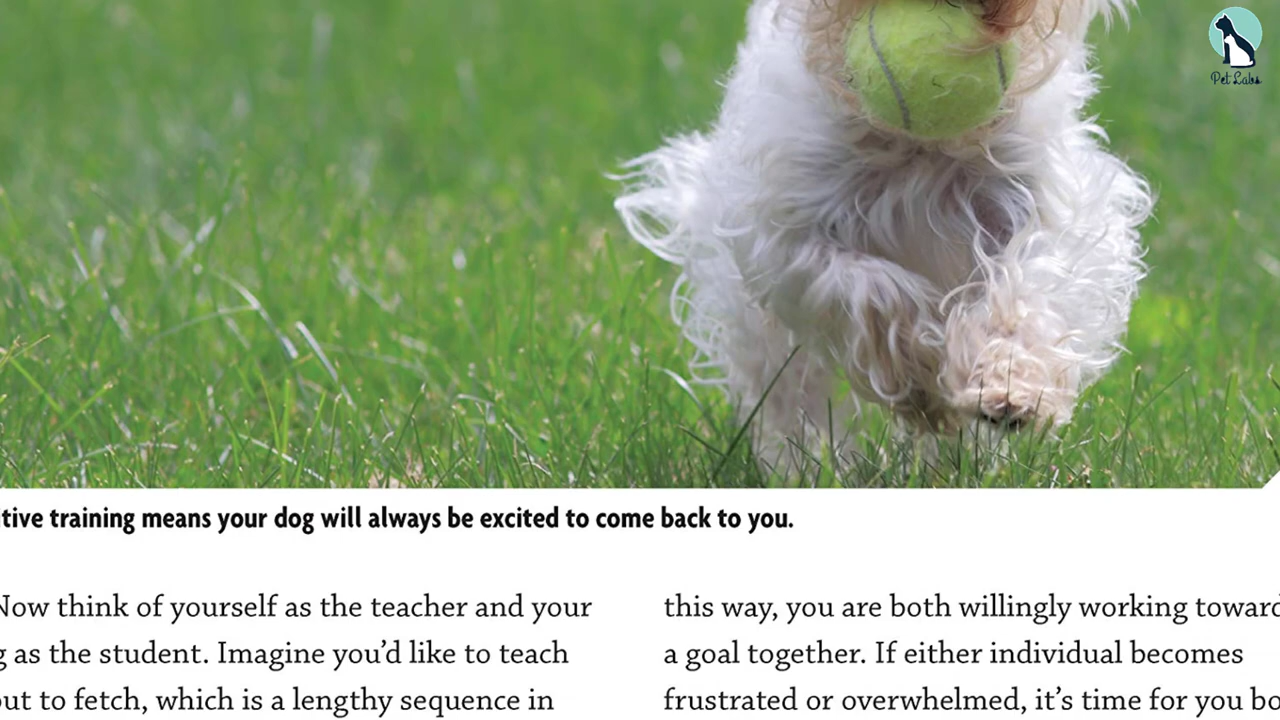 Pet Labs
tive training means your dog will always be excited to come back to you.
Now think of yourself as the teacher and your
g as the student. Imagine you’d like to teach
out to fetch, which is a lengthy sequence in
this way, you are both willingly working toward
a goal together. If either individual becomes
frustrated or overwhelmed, it’s time for you bo